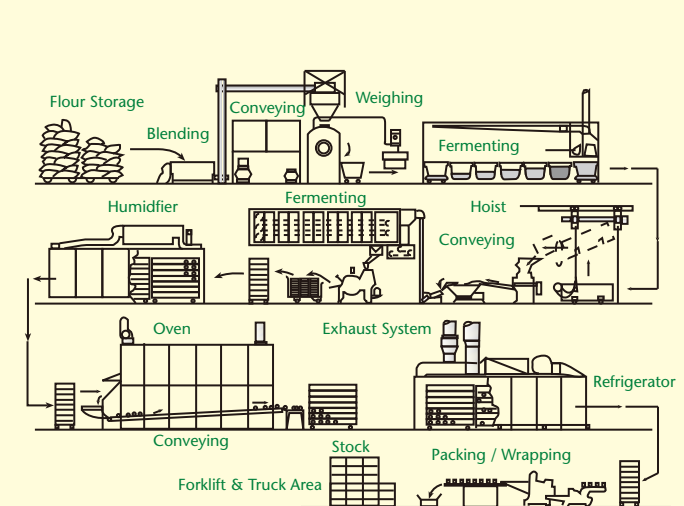 Flour Storage
Blending
Conveying
Weighing
Fermenting
Humidfier
Fermenting
Hoist
Conveying
Oven
Exhaust System
Refrigerator
Conveying
Stock
Packing / Wrapping
Forklift & Truck Area